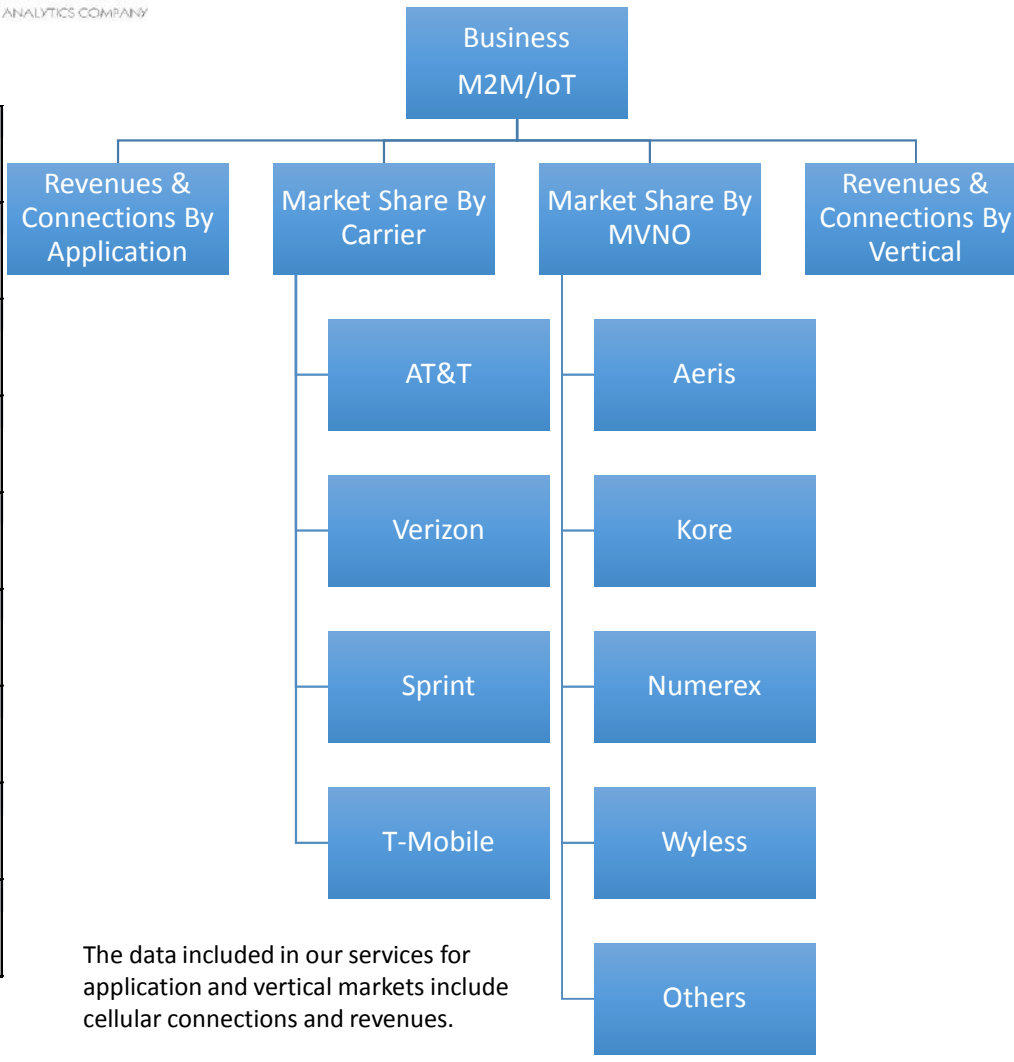 ANALYTICS COMPANY
Business
M2M/IoT
Revenues &
Connections By
Application
Market Share By
Carrier
AT&T
Verizon
Sprint
T-Mobile
Market Share By
MVNO
Aeris
Kore
Numerex
Wyless
Others
Revenues &
Connections By
Vertical
The data included in our services for
application and vertical markets include
cellular connections and revenues.